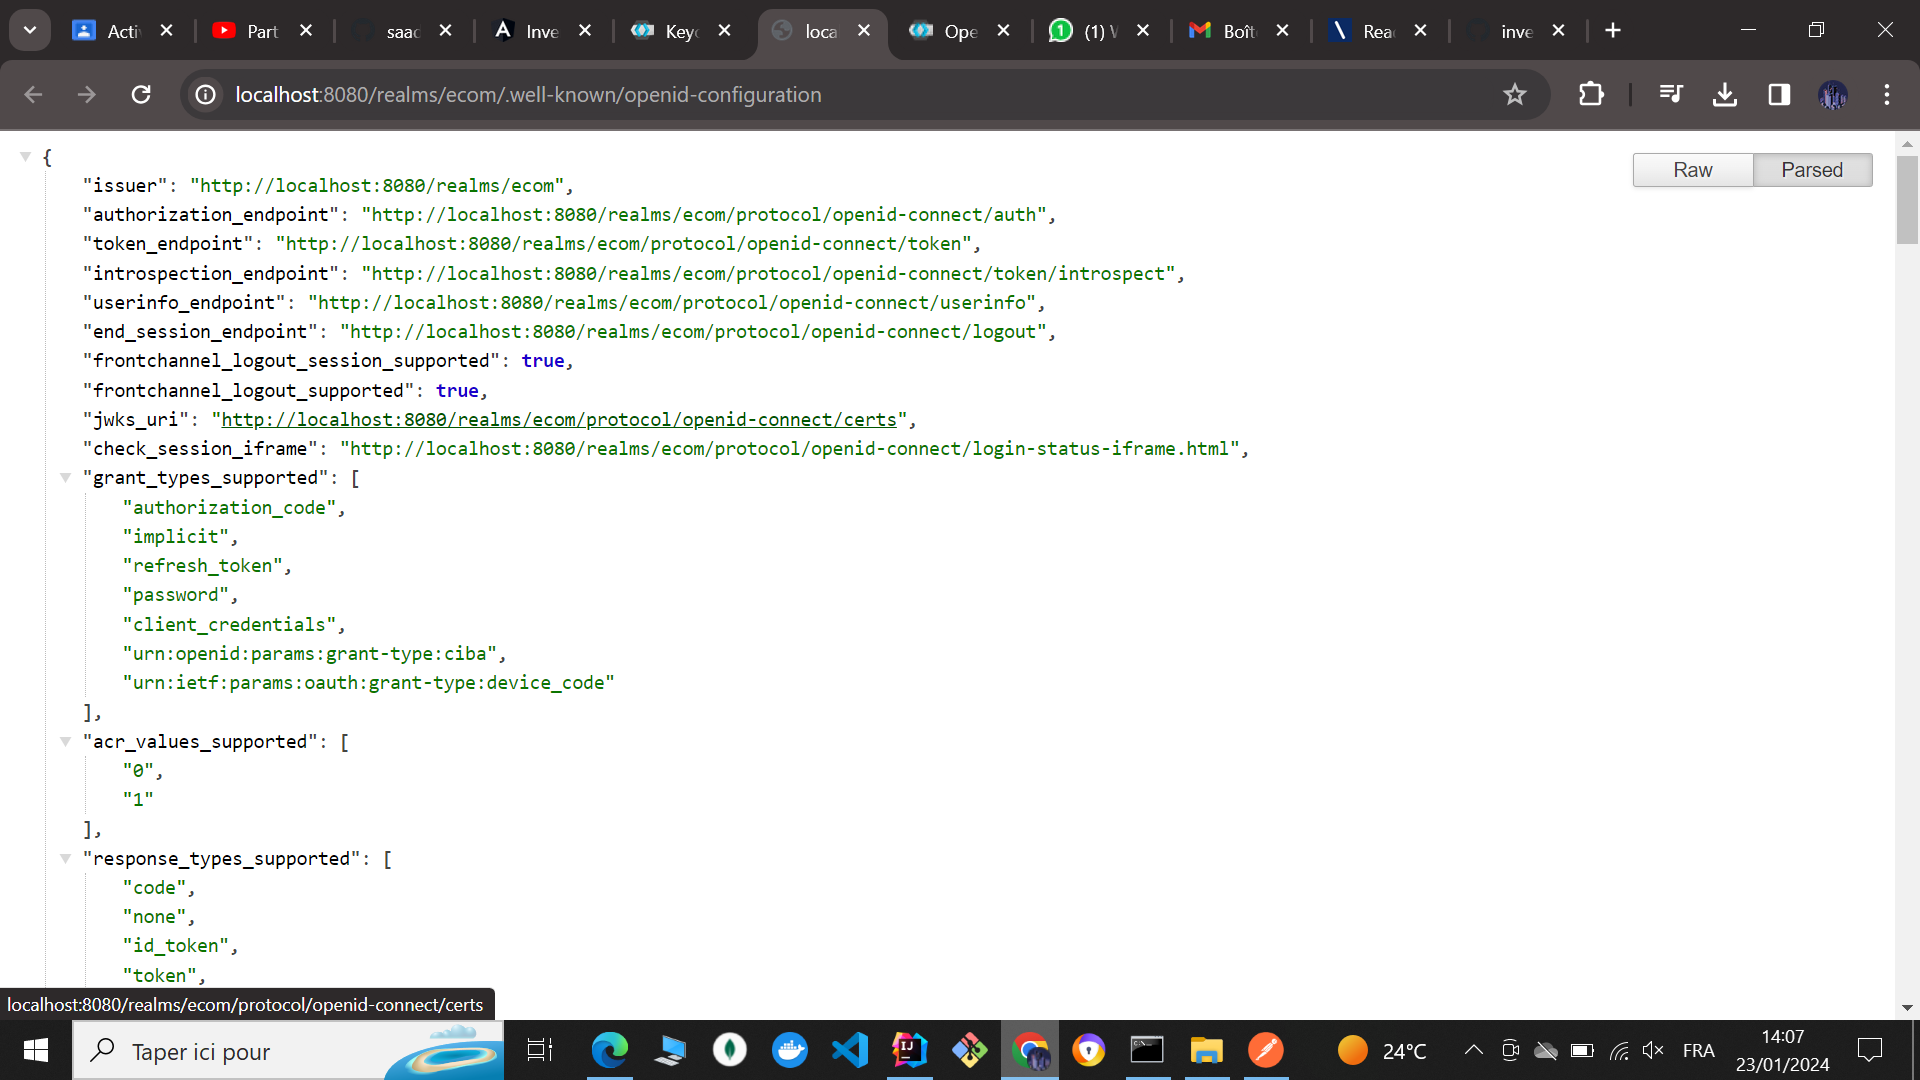 Acti
Part
saad
Inve
Keyc
loca
Ope
(1) W
Boît
Rea
inve
localhost:8080/realms/ecom/.well-known/openid-configuration
Raw
Parsed
{
"issuer": "http://localhost:8080/realms/ecom",
"authorization_endpoint": "http://localhost:8080/realms/ecom/protocol/openid-connect/auth",
"token_endpoint": "http://localhost:8080/realms/ecom/protocol/openid-connect/token",
"introspection_endpoint": "http://localhost:8080/realms/ecom/protocol/openid-connect/token/introspect",
"userinfo_endpoint": "http://localhost:8080/realms/ecom/protocol/openid-connect/userinfo",
"end_session_endpoint": "http://localhost:8080/realms/ecom/protocol/openid-connect/logout",
"frontchannel_logout_session_supported": true,
"frontchannel_logout_supported": true,
"jwks_uri": "http://localhost:8080/realms/ecom/protocol/openid-connect/certs",
"check_session_iframe": "http://localhost:8080/realms/ecom/protocol/openid-connect/login-status-iframe.html",
"grant_types_supported": [
"authorization_code",
"implicit",
"refresh_token",
"password",
"client_credentials",
"urn:openid:params:grant-type:ciba",
"urn:ietf:params:oauth:grant-type:device_code"
],
"acr_values_supported": [
"0",
"1"
],
"response_types_supported": [
"code",
"none",
"id_token",
"token",
localhost:8080/realms/ecom/protocol/openid-connect/certs
Taper ici pour
24°C
FRA
14:07
23/01/2024